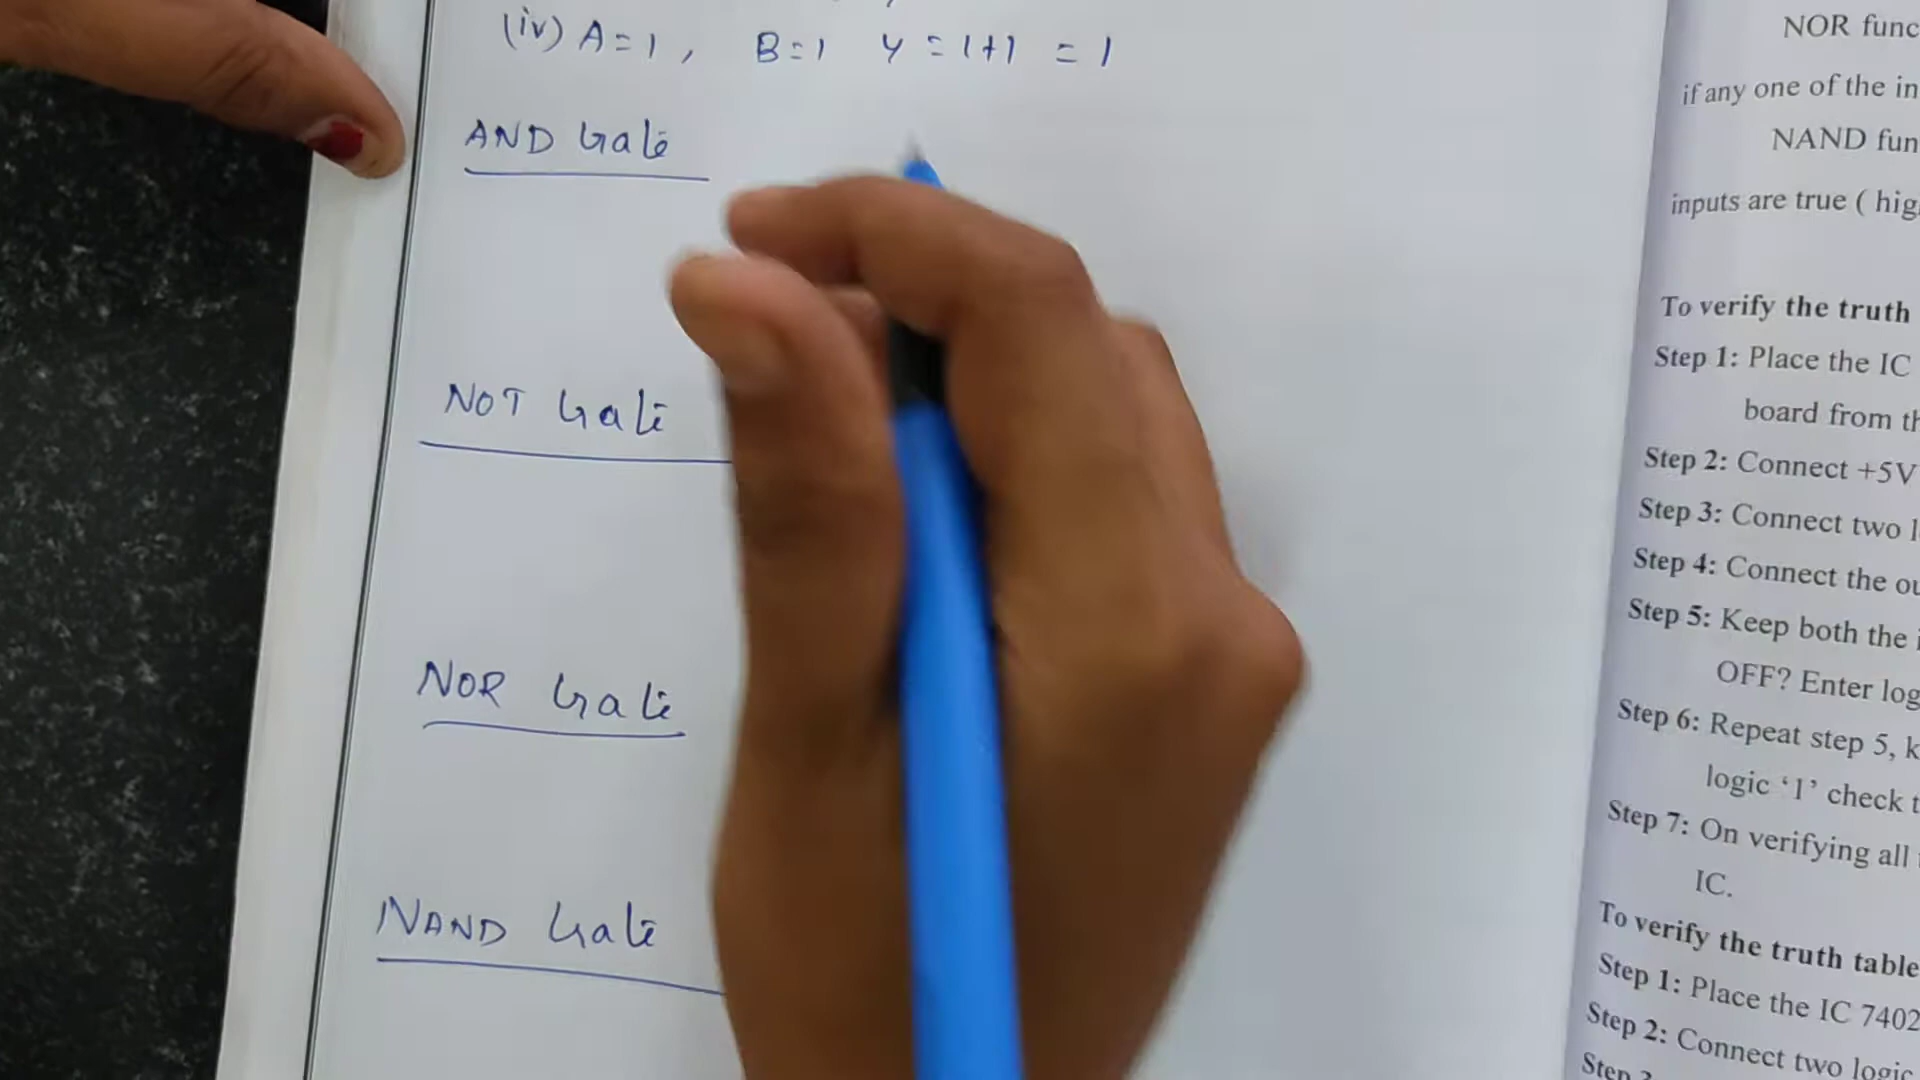 (iv) A=1, B=1 Y = 1+1 = 1
AND Gate
NOT Gate
NOR Gate
NAND Gate
NOR func
if any one of the in
NAND fun
inputs are true ( hig
To verify the truth
Step 1: Place the IC
board from th
Step 2: Connect +5V
Step 3: Connect two l
Step 4: Connect the ou
Step 5: Keep both the i
OFF? Enter log
Step 6: Repeat step 5, k
logic ‘1’ check t
Step 7: On verifying all
IC.
To verify the truth table
Step 1: Place the IC 7402
Step 2: Connect two logic
Step 3